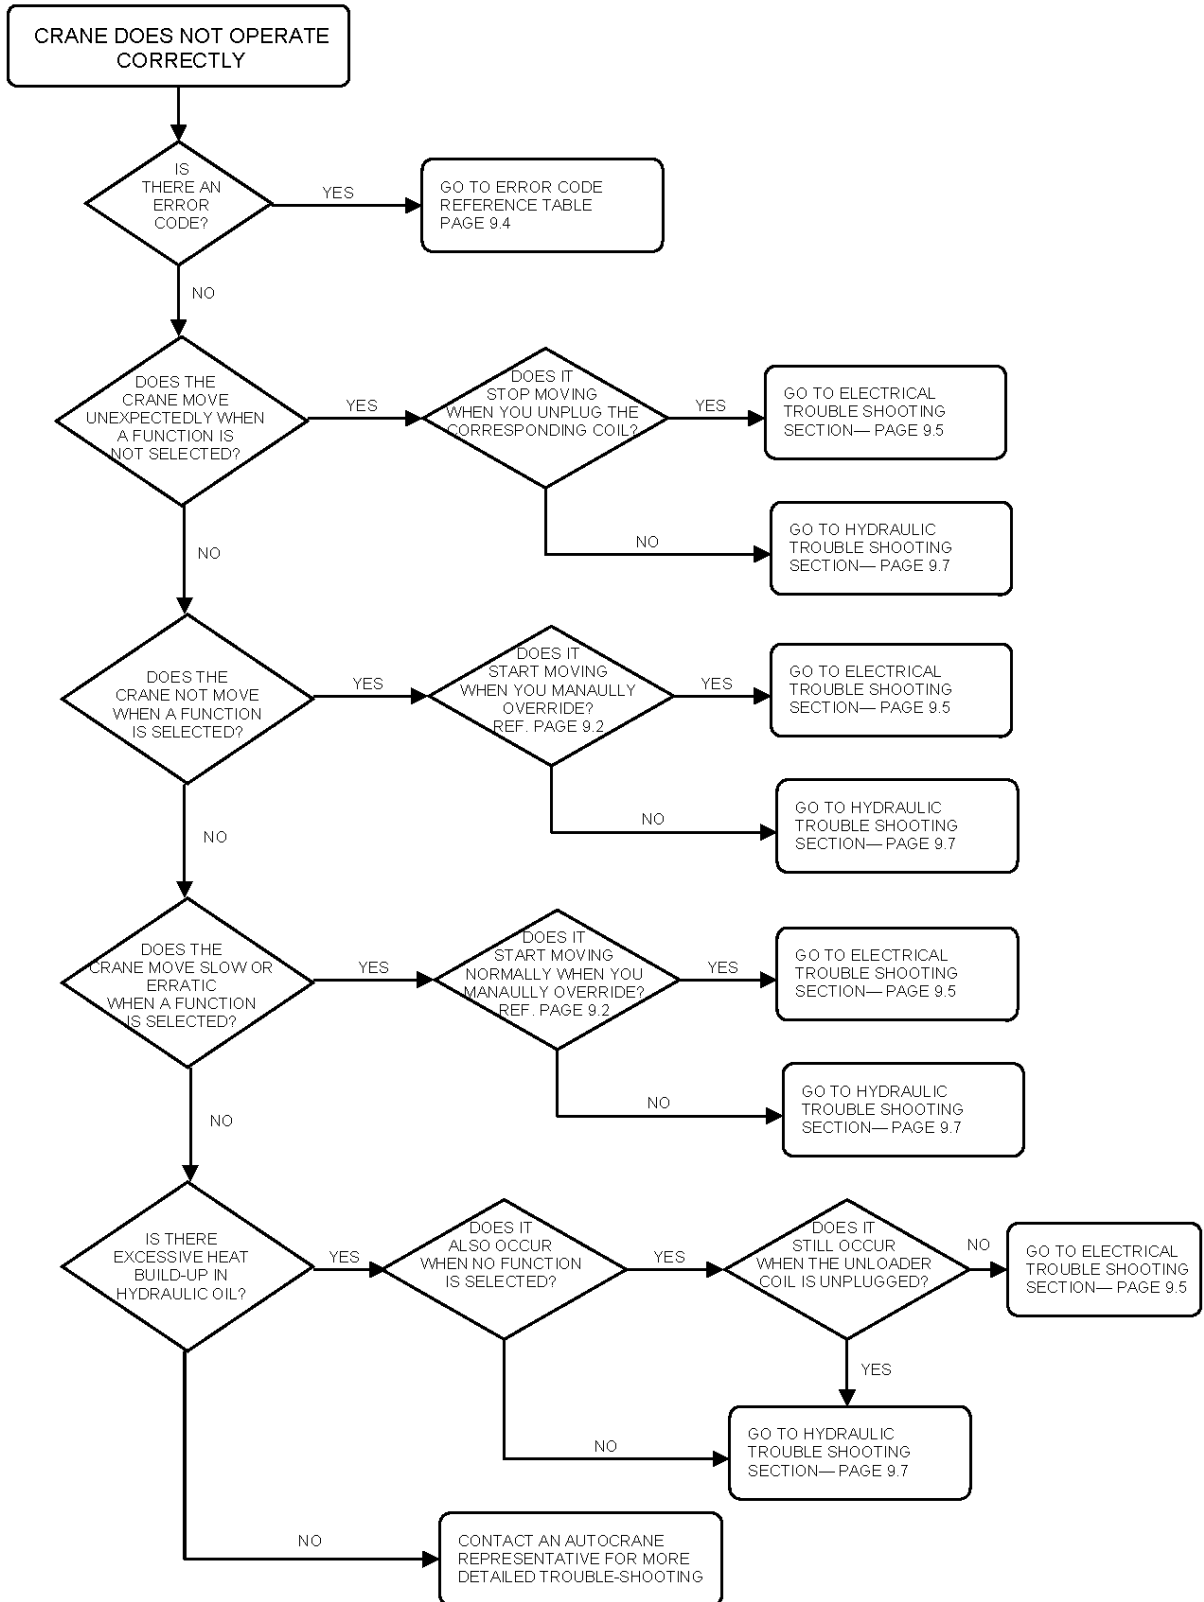 CRANE DOES NOT OPERATE
CORRECTLY
IS
THERE AN
ERROR
CODE?
YES
GO TO ERROR CODE
REFERENCE TABLE
PAGE 9.4
NO
DOES THE
CRANE MOVE
UNEXPECTEDLY WHEN
A FUNCTION IS
NOT SELECTED?
YES
DOES IT
STOP MOVING
WHEN YOU UNPLUG THE
CORRESPONDING COIL?
YES
GO TO ELECTRICAL
TROUBLE SHOOTING
SECTION— PAGE 9.5
NO
GO TO HYDRAULIC
TROUBLE SHOOTING
SECTION— PAGE 9.7
NO
DOES THE
CRANE NOT MOVE
WHEN A FUNCTION
IS SELECTED?
YES
DOES IT
START MOVING
WHEN YOU MANAULLY
OVERRIDE?
REF. PAGE 9.2
YES
GO TO ELECTRICAL
TROUBLE SHOOTING
SECTION— PAGE 9.5
NO
GO TO HYDRAULIC
TROUBLE SHOOTING
SECTION— PAGE 9.7
NO
DOES THE
CRANE MOVE SLOW OR
ERRATIC
WHEN A FUNCTION
IS SELECTED?
YES
DOES IT
START MOVING
NORMALLY WHEN YOU
MANAULLY OVERRIDE?
REF. PAGE 9.2
YES
GO TO ELECTRICAL
TROUBLE SHOOTING
SECTION— PAGE 9.5
NO
GO TO HYDRAULIC
TROUBLE SHOOTING
SECTION— PAGE 9.7
NO
IS THERE
EXCESSIVE HEAT
BUILD-UP IN
HYDRAULIC OIL?
YES
DOES IT
ALSO OCCUR
WHEN NO FUNCTION
IS SELECTED?
YES
DOES IT
STILL OCCUR
WHEN THE UNLOADER
COIL IS UNPLUGGED?
NO
GO TO ELECTRICAL
TROUBLE SHOOTING
SECTION— PAGE 9.5
YES
NO
GO TO HYDRAULIC
TROUBLE SHOOTING
SECTION— PAGE 9.7
NO
CONTACT AN AUTOCRANE
REPRESENTATIVE FOR MORE
DETAILED TROUBLE-SHOOTING